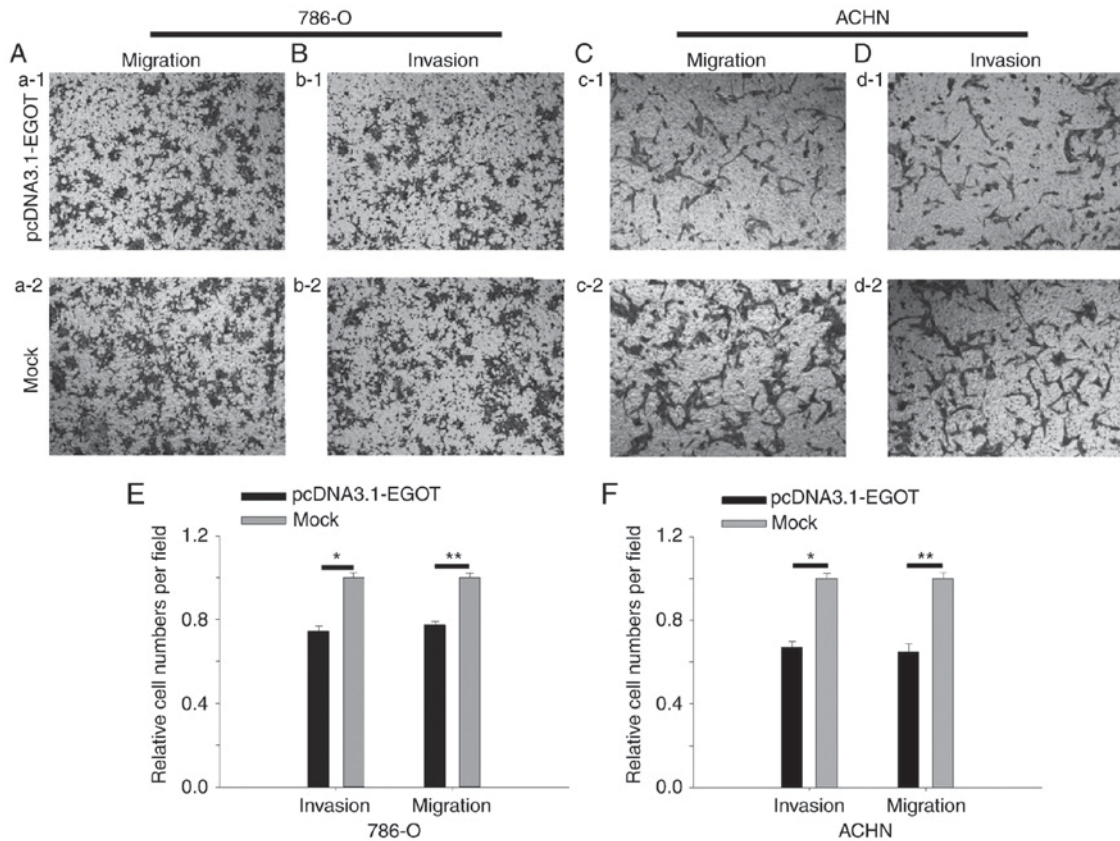 786-O
ACHN
A
Migration
B
Invasion
C
Migration
D
Invasion
a-1
b-1
c-1
d-1
pcDNA3.1-EGOT
a-2
b-2
c-2
d-2
Mock
E
pcDNA3.1-EGOT
Mock
Relative cell numbers per field
1.2
0.8
0.4
0.0
*
**
Invasion
Migration
786-O
F
pcDNA3.1-EGOT
Mock
Relative cell numbers per field
1.2
0.8
0.4
0.0
*
**
Invasion
Migration
ACHN